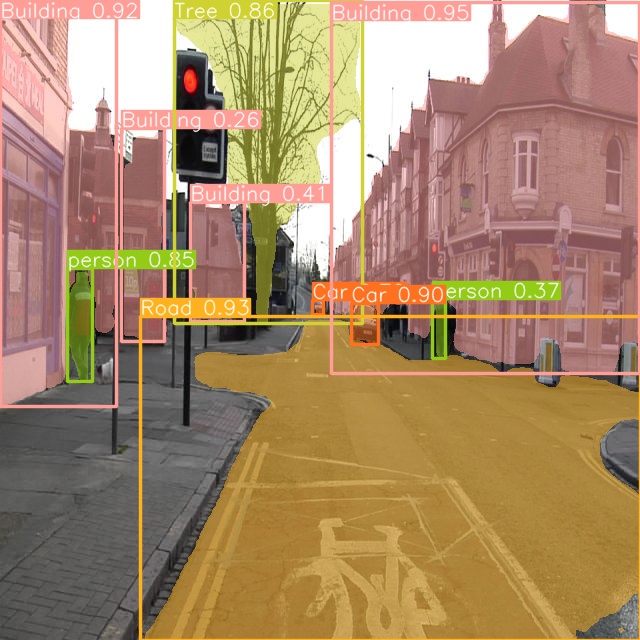 Building 0.92
Tree 0.86
Building 0.95
Building 0.26
Building 0.41
person 0.85
Car
Car 0.90
erson 0.37
Road 0.93